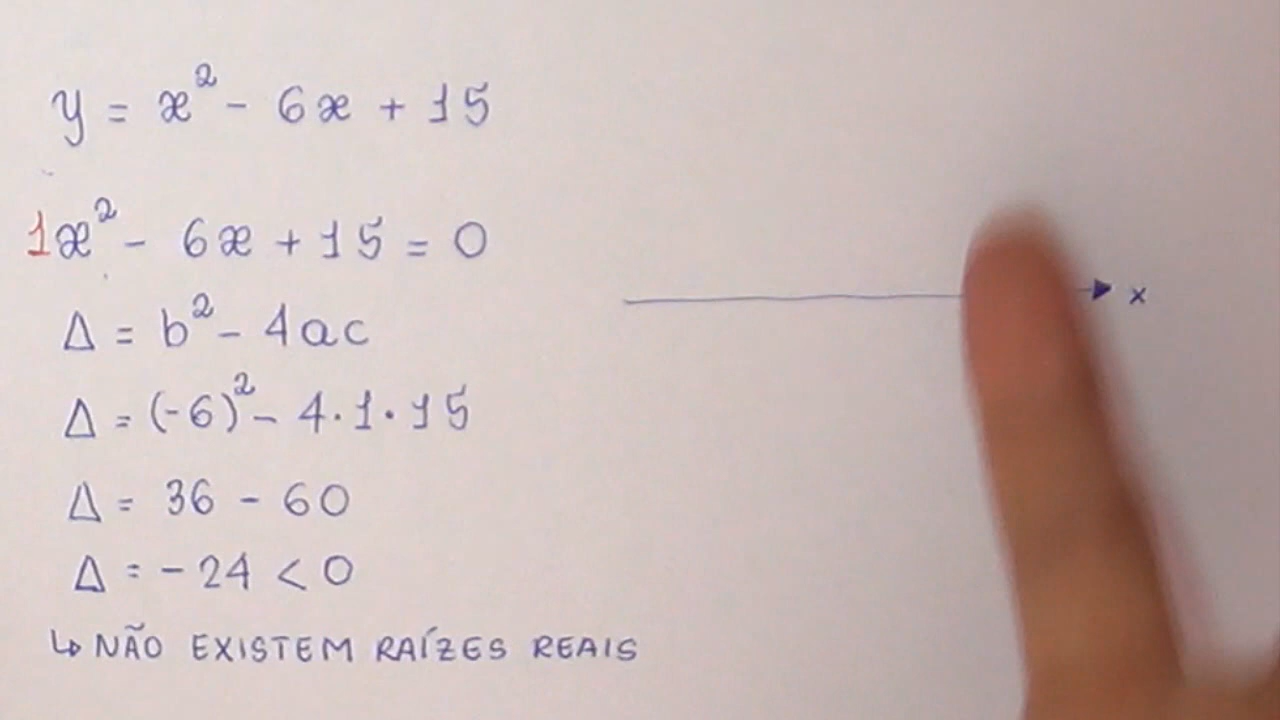 y = x² - 6x + 15
1x² - 6x + 15 = 0
Δ = b² - 4ac
Δ = (-6)² - 4·1·15
Δ = 36 - 60
Δ = -24 < 0
↳ NÃO EXISTEM RAÍZES REAIS
x